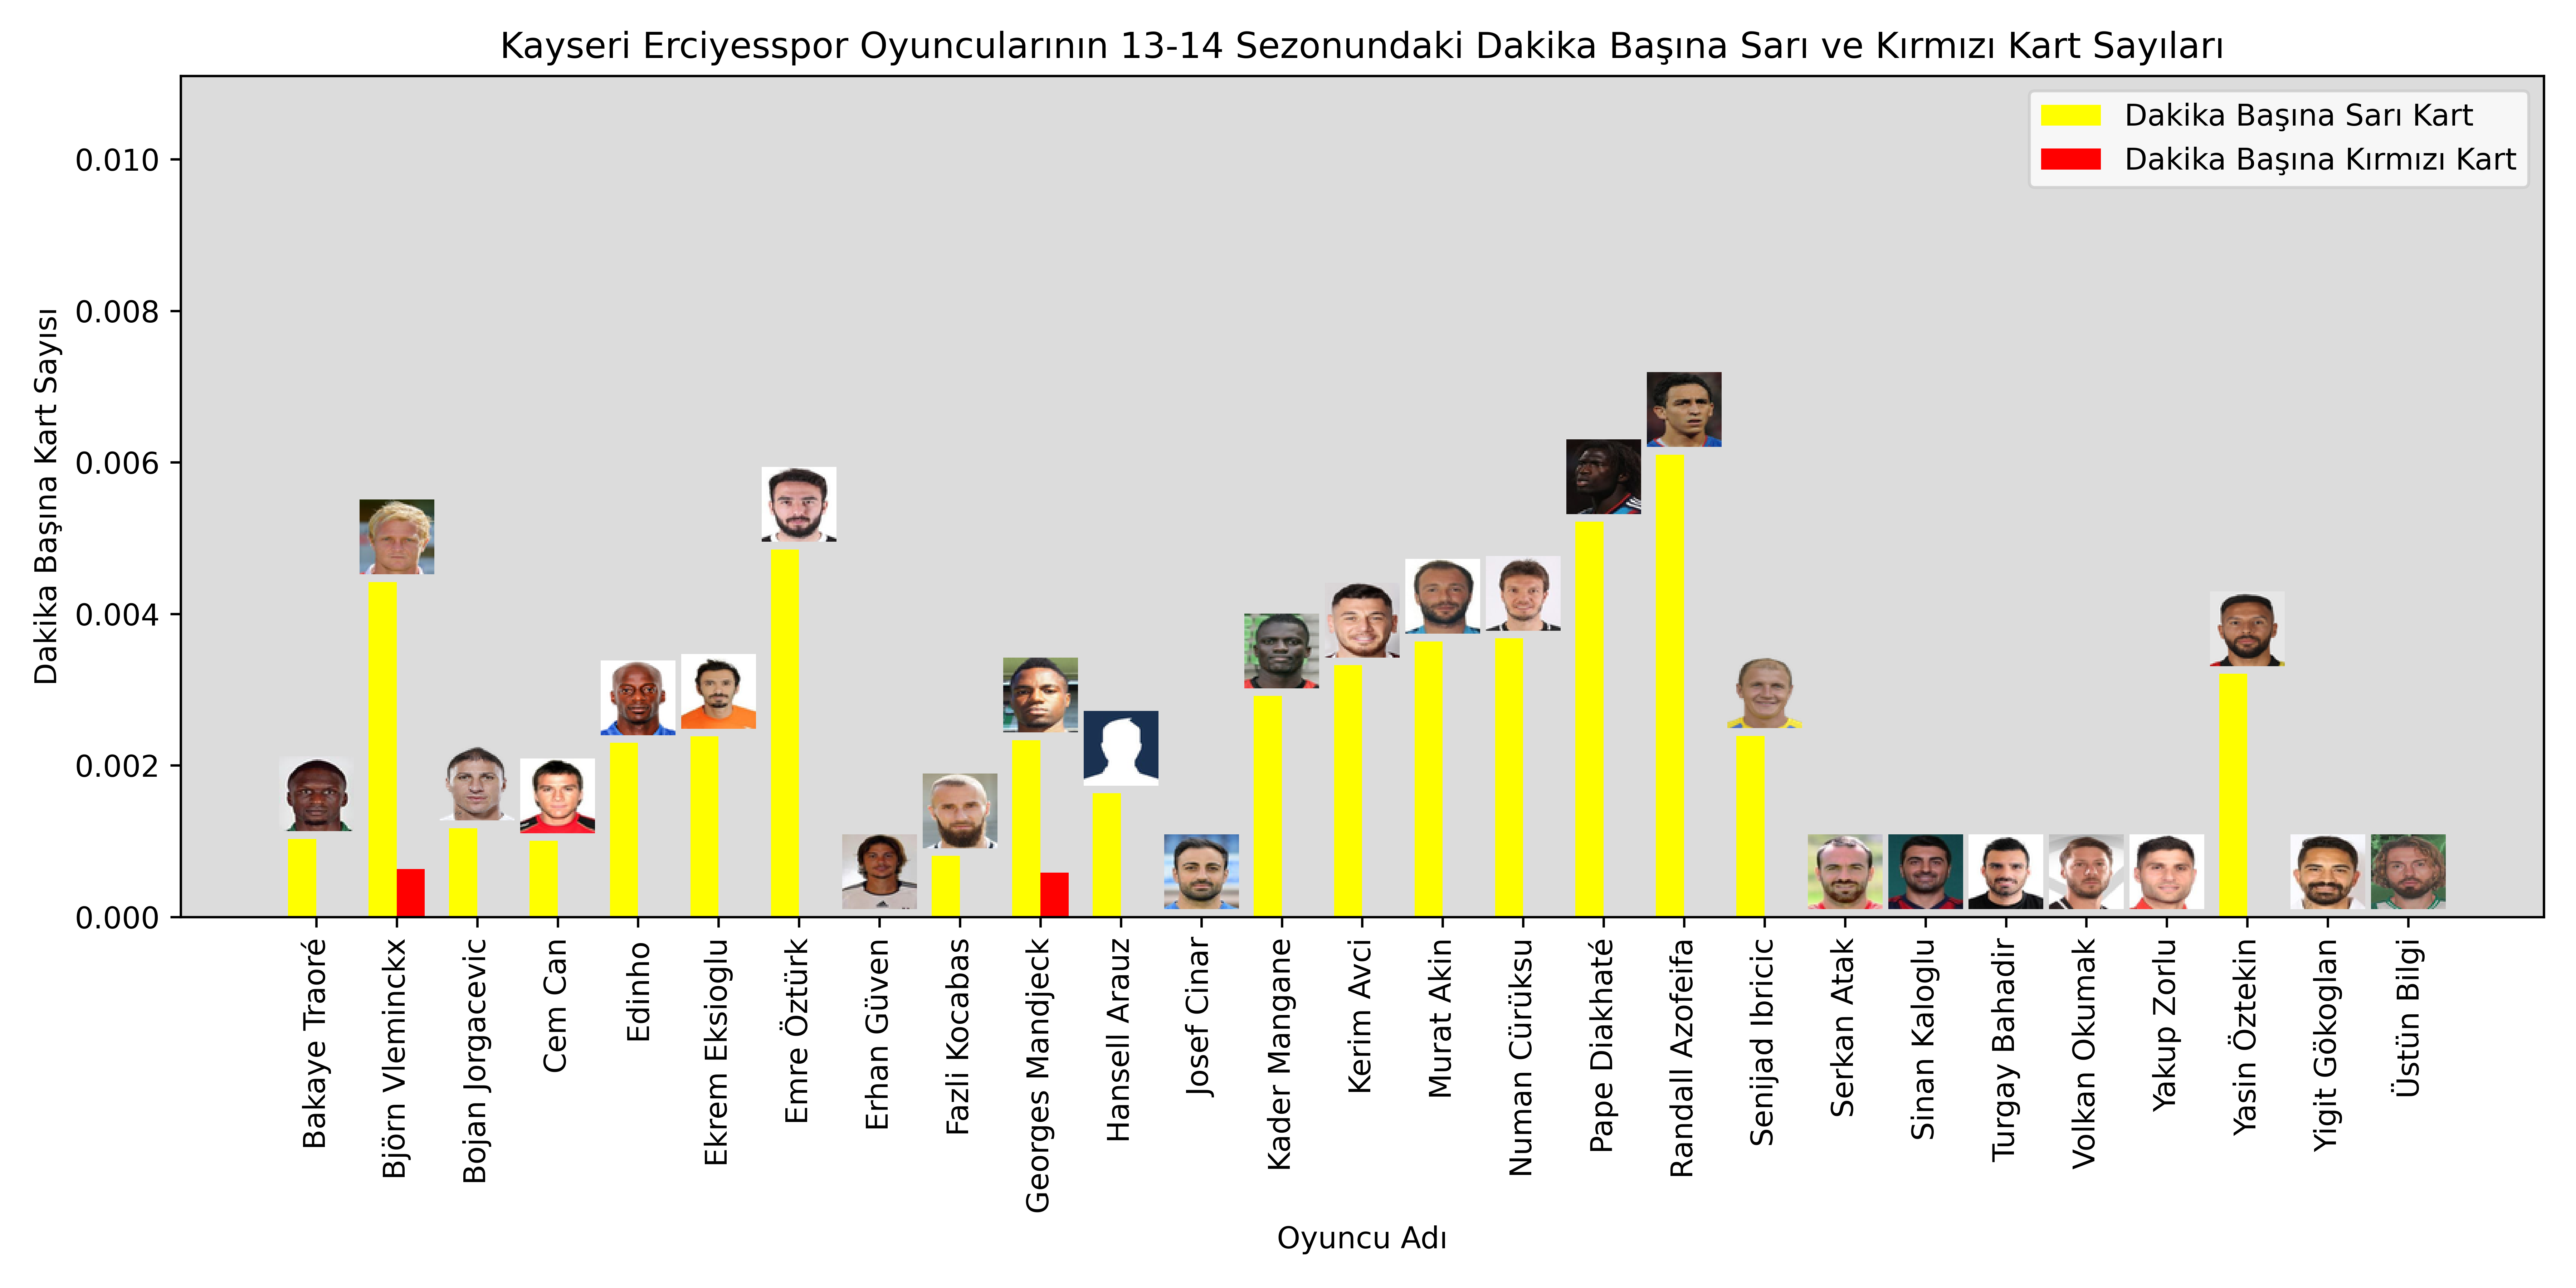 Kayseri Erciyesspor Oyuncularının 13-14 Sezonundaki Dakika Başına Sarı ve Kırmızı Kart Sayıları
Dakika Başına Sarı Kart
Dakika Başına Kırmızı Kart
Dakika Başına Kart Sayısı
0.010
0.008
0.006
0.004
0.002
0.000
Bakaye Traoré
Björn Vleminckx
Bojan Jorgacevic
Cem Can
Edinho
Ekrem Eksioglu
Emre Öztürk
Erhan Güven
Fazli Kocabas
Georges Mandjeck
Hansell Arauz
Josef Cinar
Kader Mangane
Kerim Avci
Murat Akin
Numan Cürüksu
Pape Diakhaté
Randall Azofeifa
Senijad Ibricic
Serkan Atak
Sinan Kaloglu
Turgay Bahadir
Volkan Okumak
Yakup Zorlu
Yasin Öztekin
Yigit Gökoglan
Üstün Bilgi
Oyuncu Adı